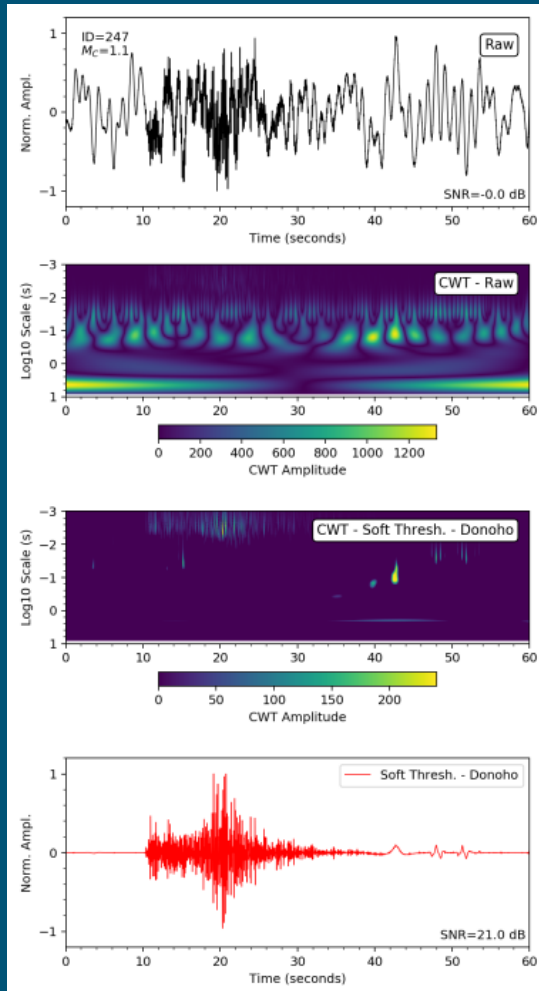 ID=247
M_C=1.1
Raw
1
0
−1
Norm. Ampl.
SNR=-0.0 dB
0 10 20 30 40 50 60
Time (seconds)
CWT - Raw
−3
−2
−1
0
1
Log10 Scale (s)
0 20 40 60
0 200 400 600 800 1000 1200
CWT Amplitude
CWT - Soft Thresh. - Donoho
−3
−2
−1
0
1
Log10 Scale (s)
0 10 20 30 40 50 60
0 50 100 150 200
CWT Amplitude
Soft Thresh. - Donoho
1
0
−1
Norm. Ampl.
SNR=21.0 dB
0 10 20 30 40 50 60
Time (seconds)